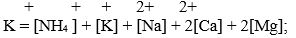 + + + 2+ 2+
K = [NH4 ] + [K] + [Na] + 2[Ca] + 2[Mg];